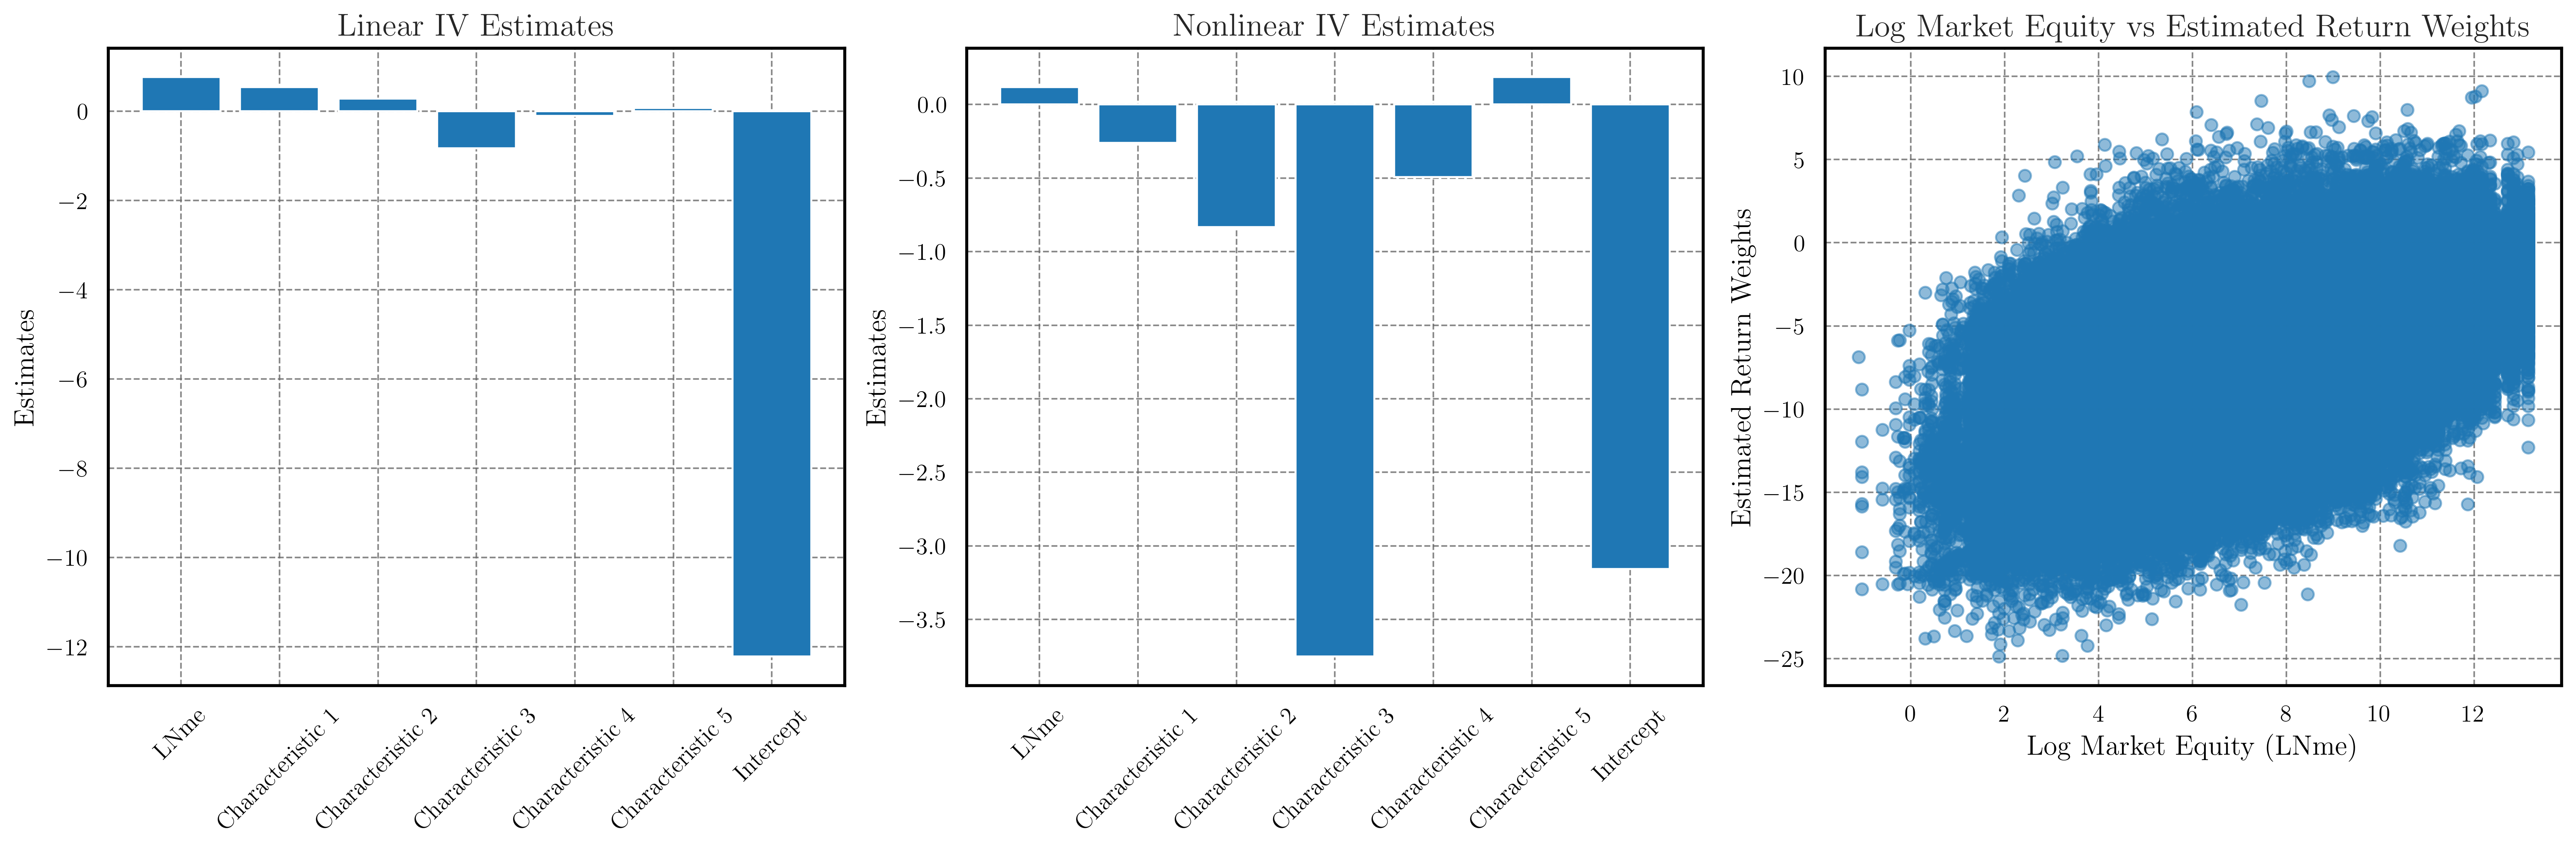 Linear IV Estimates
Estimates
0
−2
−4
−6
−8
−10
−12
LNme
Characteristic 1
Characteristic 2
Characteristic 3
Characteristic 4
Characteristic 5
Intercept
Nonlinear IV Estimates
Estimates
0.0
−0.5
−1.0
−1.5
−2.0
−2.5
−3.0
−3.5
LNme
Characteristic 1
Characteristic 2
Characteristic 3
Characteristic 4
Characteristic 5
Intercept
Log Market Equity vs Estimated Return Weights
Estimated Return Weights
10
5
0
−5
−10
−15
−20
−25
0
2
4
6
8
10
12
Log Market Equity (LNme)